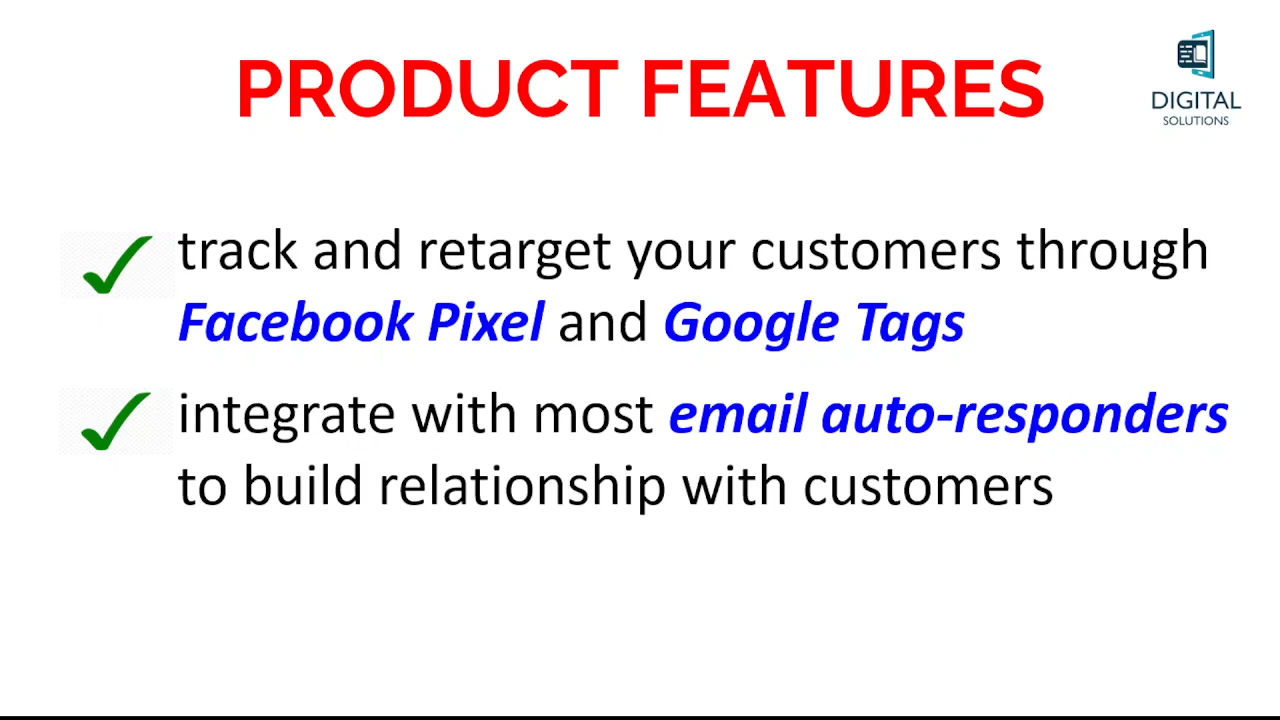 PRODUCT FEATURES
DIGITAL
SOLUTIONS
track and retarget your customers through
Facebook Pixel and Google Tags
integrate with most email auto-responders
to build relationship with customers